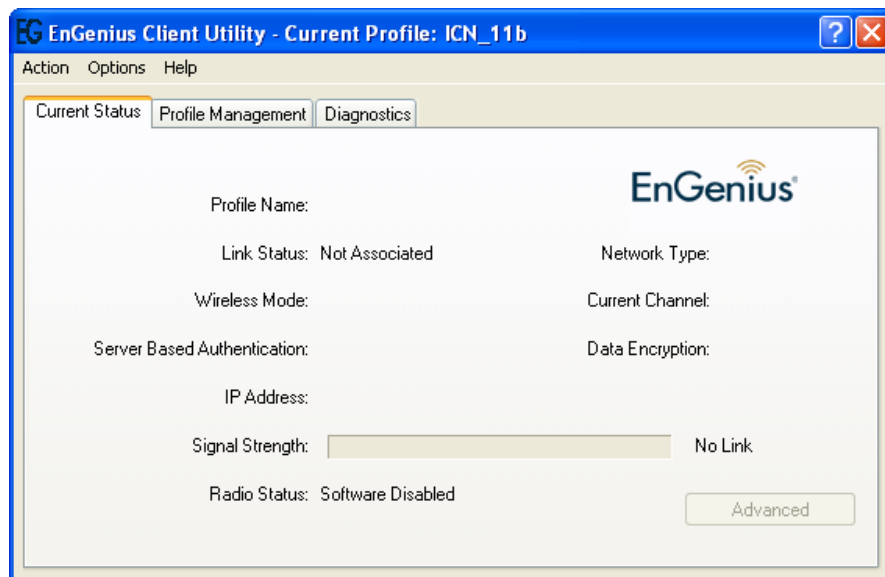 EG EnGenius Client Utility - Current Profile: ICN_11b ?
Action Options Help
Current Status Profile Management Diagnostics
EnGenius®
Profile Name:
Link Status: Not Associated Network Type:
Wireless Mode: Current Channel:
Server Based Authentication: Data Encryption:
IP Address:
Signal Strength: No Link
Radio Status: Software Disabled
Advanced